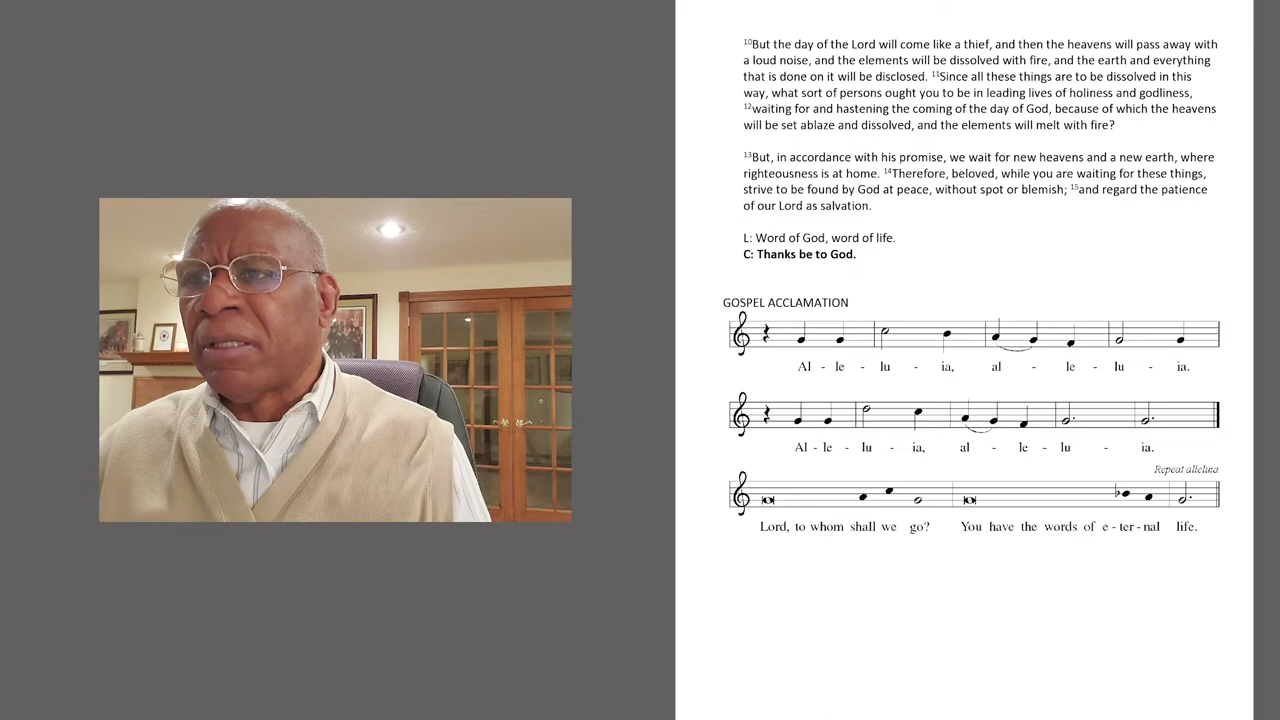 ¹⁰But the day of the Lord will come like a thief, and then the heavens will pass away with
a loud noise, and the elements will be dissolved with fire, and the earth and everything
that is done on it will be disclosed. ¹¹Since all these things are to be dissolved in this
way, what sort of persons ought you to be in leading lives of holiness and godliness,
¹²waiting for and hastening the coming of the day of God, because of which the heavens
will be set ablaze and dissolved, and the elements will melt with fire?
¹³But, in accordance with his promise, we wait for new heavens and a new earth, where
righteousness is at home. ¹⁴Therefore, beloved, while you are waiting for these things,
strive to be found by God at peace, without spot or blemish; ¹⁵and regard the patience
of our Lord as salvation.
L: Word of God, word of life.
C: Thanks be to God.
GOSPEL ACCLAMATION
Al - le - lu - ia, al - le - lu - ia.
Al - le - lu - ia, al - le - lu - ia.
Repeat alleluia
Lord, to whom shall we go? You have the words of e - ter - nal life.